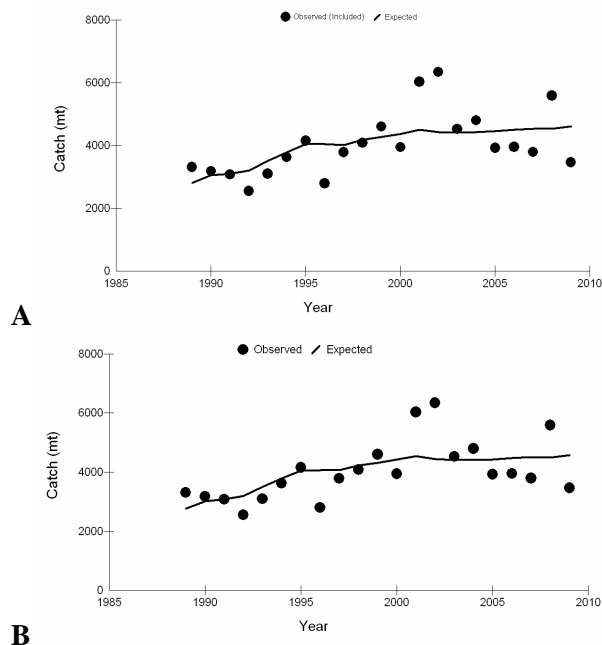 8000
Observed (Included) Expected
6000
Catch (mt)
4000
2000
0
1985 1990 1995 2000 2005 2010
Year
A
8000
Observed Expected
6000
Catch (mt)
4000
2000
0
1985 1990 1995 2000 2005 2010
Year
B